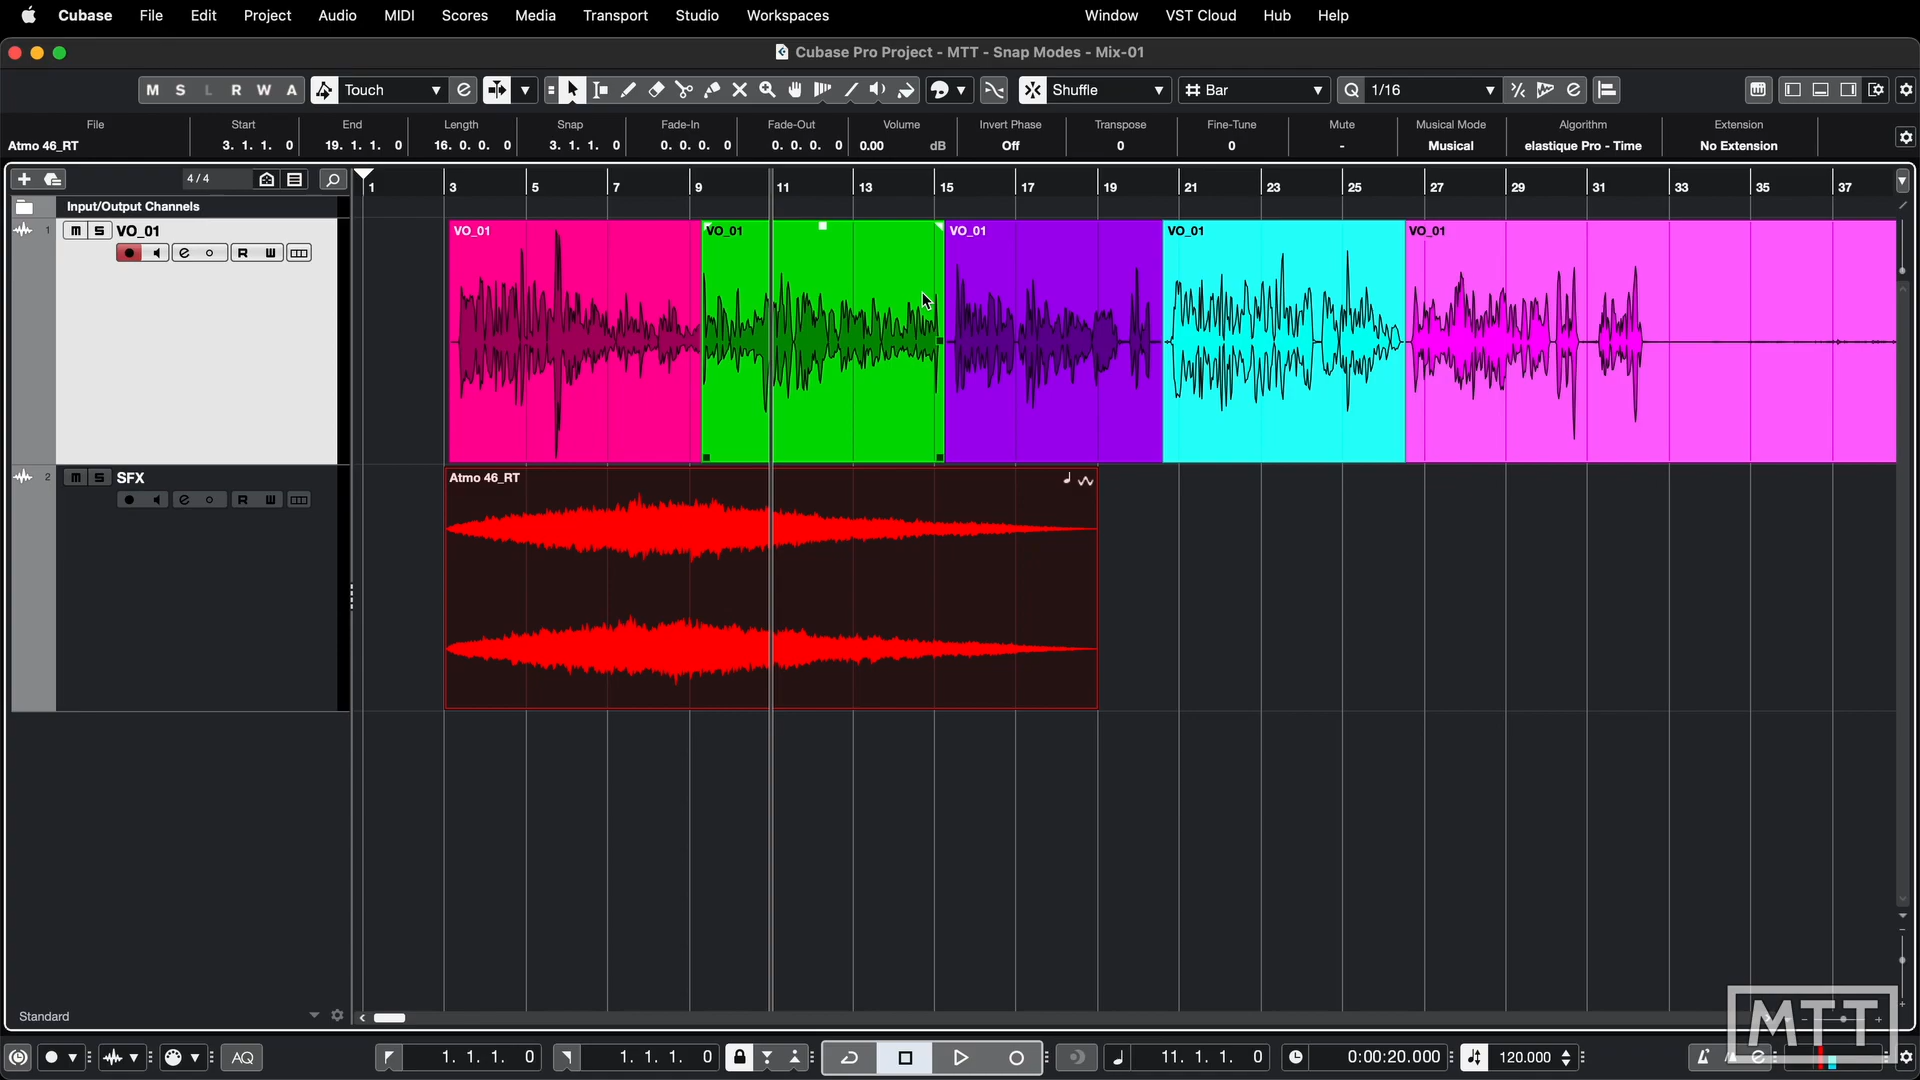 Cubase File Edit Project Audio MIDI Scores Media Transport Studio Workspaces Window VST Cloud Hub Help
Cubase Pro Project - MTT - Snap Modes - Mix-01
M S L R W A Touch Shuffle Bar Q 1/16
File Start End Length Snap Fade-In Fade-Out Volume Invert Phase Transpose Fine-Tune Mute Musical Mode Algorithm Extension
Atmo 46_RT 3. 1. 1. 0 19. 1. 1. 0 16. 0. 0. 0 3. 1. 1. 0 0. 0. 0. 0 0. 0. 0. 0 0.00 dB Off 0 0 - Musical elastique Pro - Time No Extension
4 / 4
1 3 5 7 9 11 13 15 17 19 21 23 25 27 29 31 33 35 37
Input/Output Channels
1 m S VO_01
R W
VO_01 VO_01 VO_01 VO_01 VO_01
2 m S SFX
R W
Atmo 46_RT
Standard
MTT
AQ 1. 1. 1. 0 1. 1. 1. 0 11. 1. 1. 0 0:00:20.000 120.000